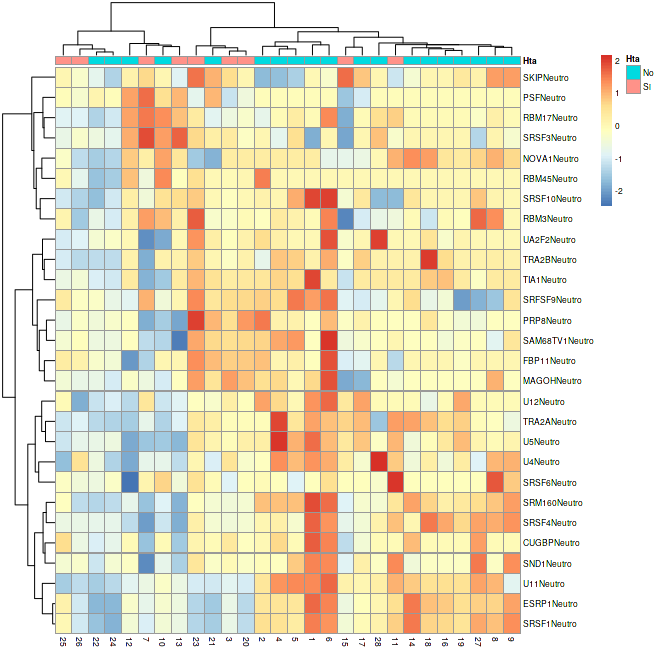 Hta
SKIPNeutro
PSFNeutro
RBM17Neutro
SRSF3Neutro
NOVA1Neutro
RBM45Neutro
SRSF10Neutro
RBM3Neutro
UA2F2Neutro
TRA2BNeutro
TIA1Neutro
SRFSF9Neutro
PRP8Neutro
SAM68TV1Neutro
FBP11Neutro
MAGOHNeutro
U12Neutro
TRA2ANeutro
U5Neutro
U4Neutro
SRSF6Neutro
SRM160Neutro
SRSF4Neutro
CUGBPNeutro
SND1Neutro
U11Neutro
ESRP1Neutro
SRSF1Neutro
25 26 22 24 12 7 10 13 23 21 3 20 2 4 5 1 6 15 17 28 11 14 18 16 19 27 8 9
2
1
0
-1
-2
Hta
No
Si